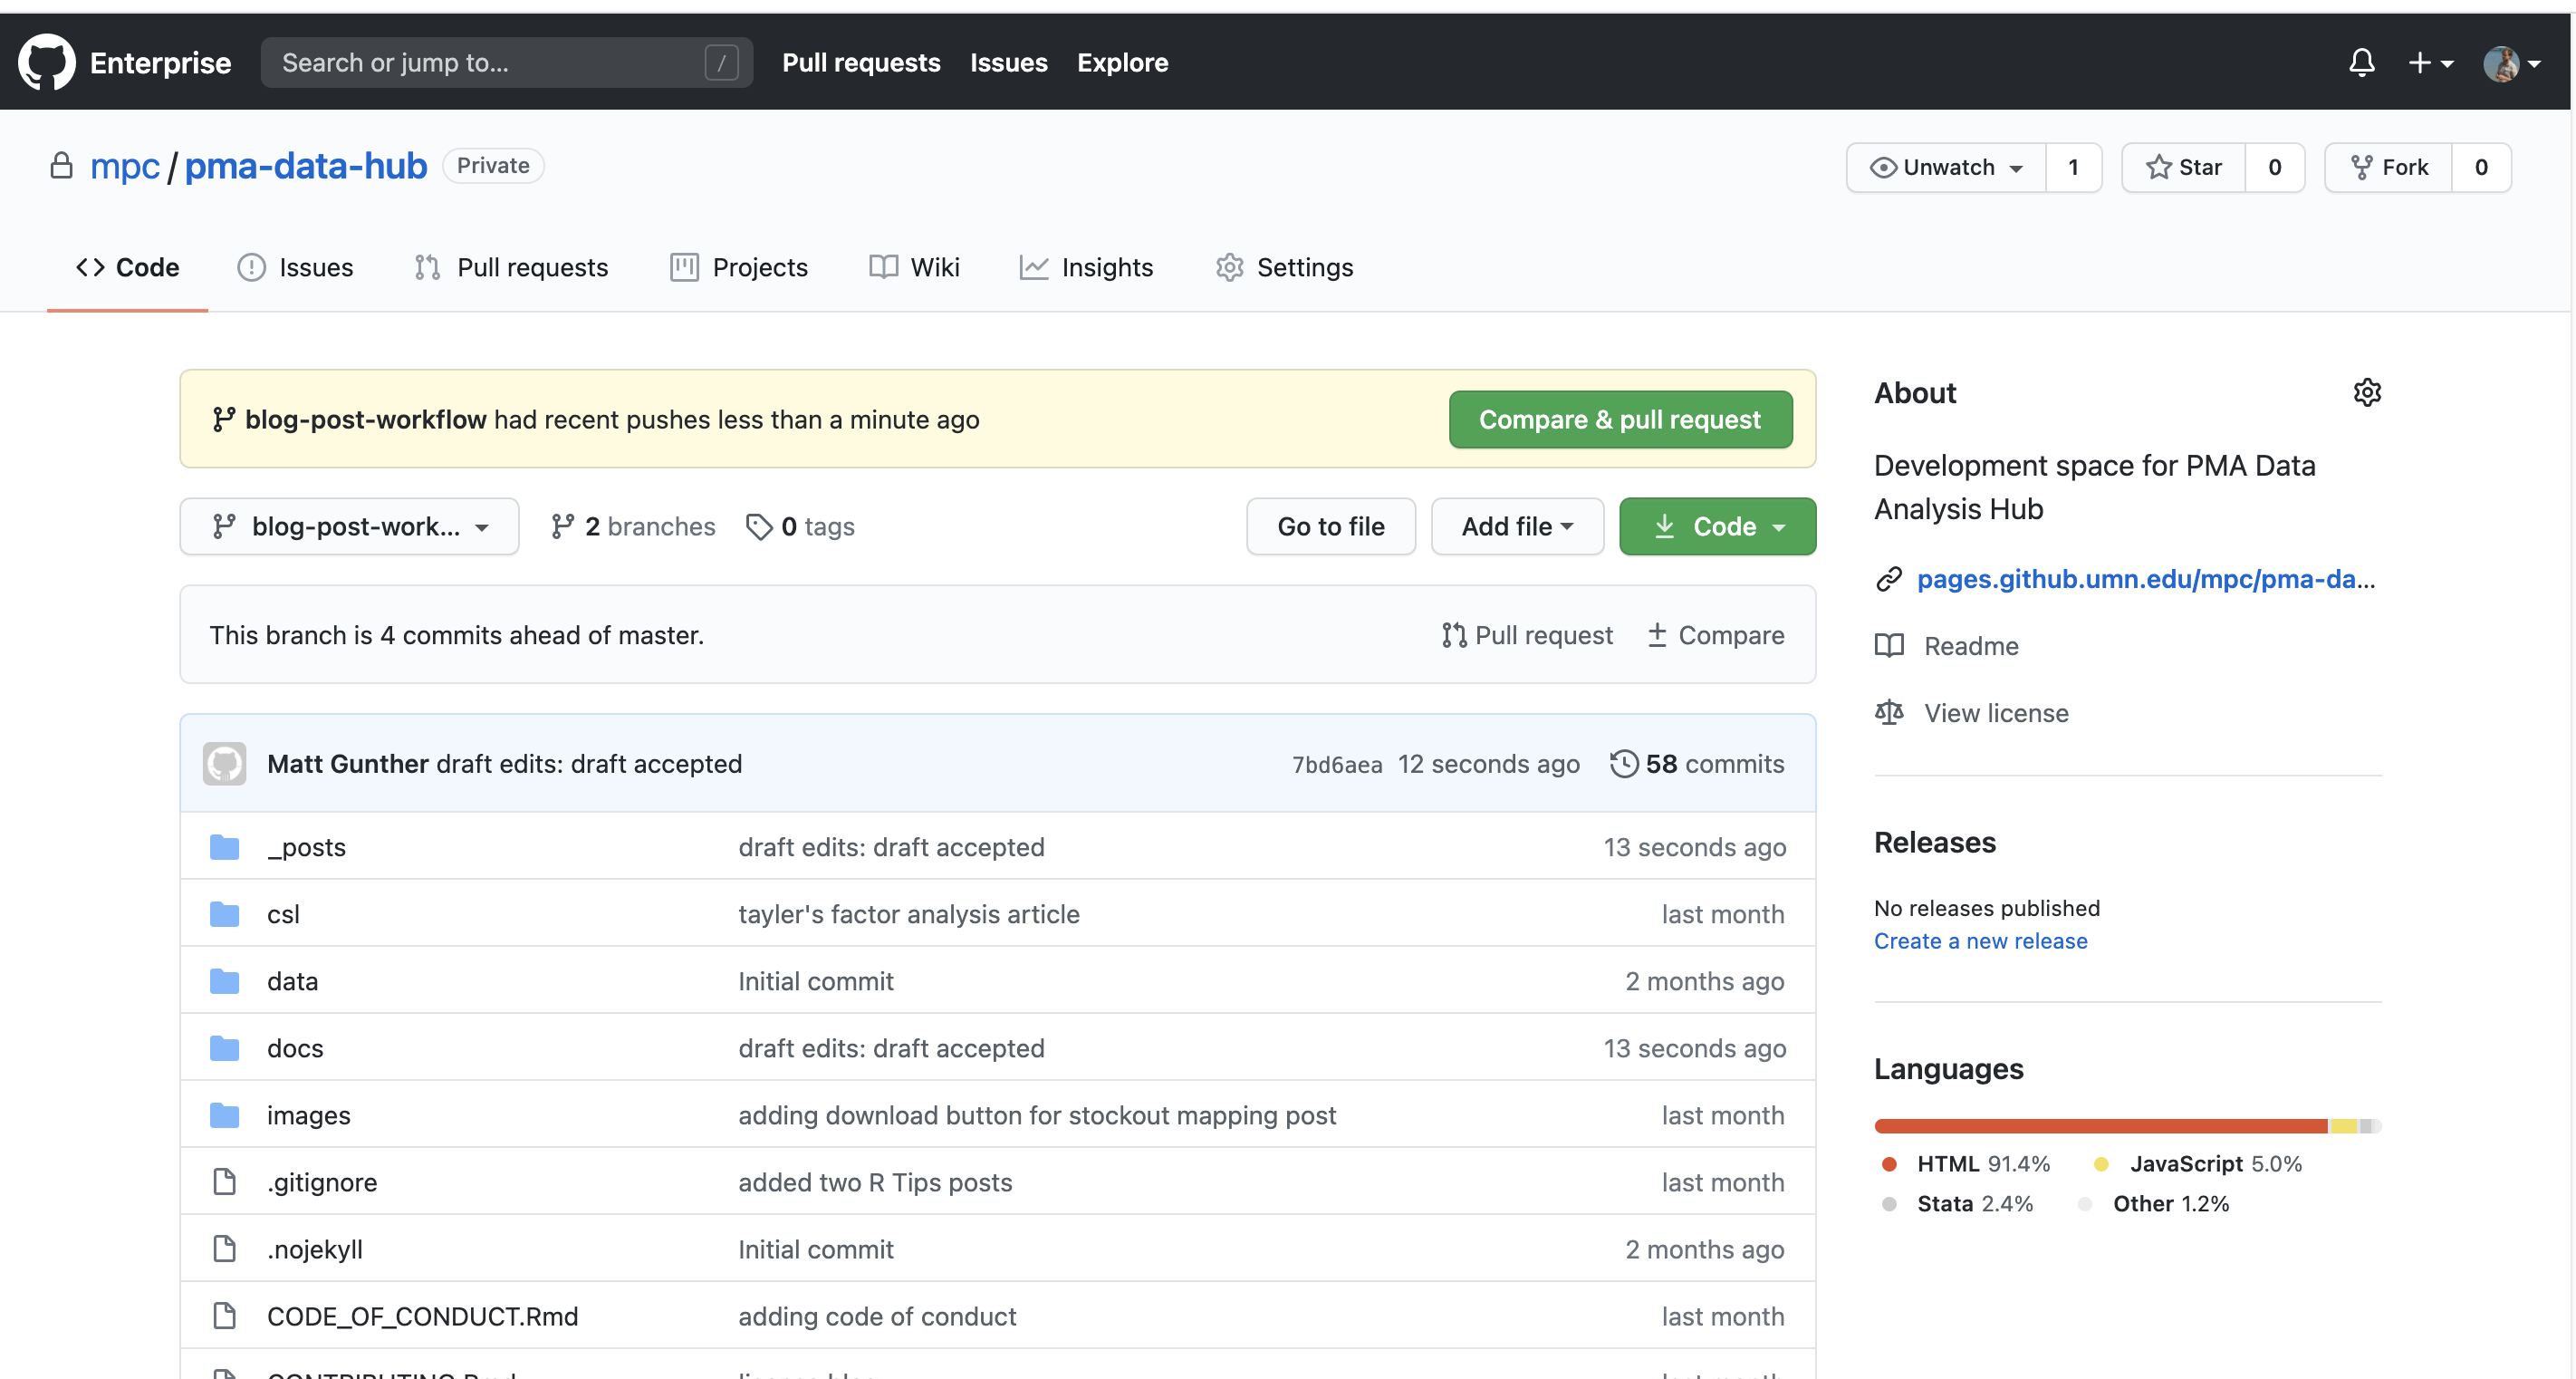 Enterprise
Search or jump to...
/
Pull requests
Issues
Explore
mpc / pma-data-hub
Private
Unwatch
1
Star
0
Fork
0
Code
Issues
Pull requests
Projects
Wiki
Insights
Settings
blog-post-workflow had recent pushes less than a minute ago
Compare & pull request
blog-post-work...
2 branches
0 tags
Go to file
Add file
Code
This branch is 4 commits ahead of master.
Pull request
Compare
Matt Gunther draft edits: draft accepted
7bd6aea 12 seconds ago
58 commits
_posts
draft edits: draft accepted
13 seconds ago
csl
tayler's factor analysis article
last month
data
Initial commit
2 months ago
docs
draft edits: draft accepted
13 seconds ago
images
adding download button for stockout mapping post
last month
.gitignore
added two R Tips posts
last month
.nojekyll
Initial commit
2 months ago
CODE_OF_CONDUCT.Rmd
adding code of conduct
last month
About
Development space for PMA Data
Analysis Hub
pages.github.umn.edu/mpc/pma-da...
Readme
View license
Releases
No releases published
Create a new release
Languages
HTML 91.4%
JavaScript 5.0%
Stata 2.4%
Other 1.2%